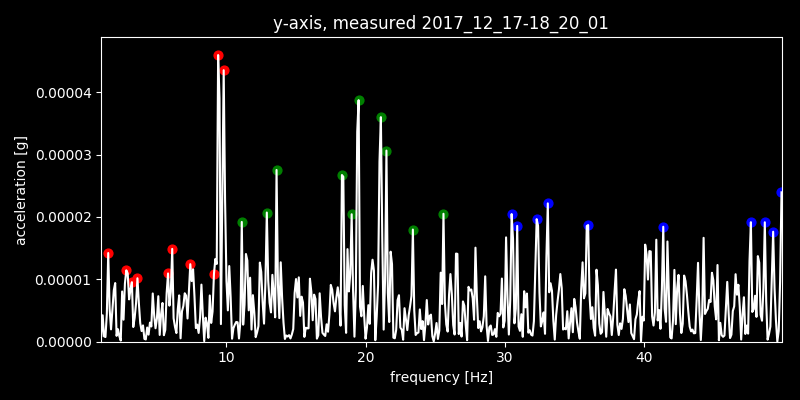 y-axis, measured 2017_12_17-18_20_01
acceleration [g]
0.00004
0.00003
0.00002
0.00001
0.00000
10 20 30 40
frequency [Hz]